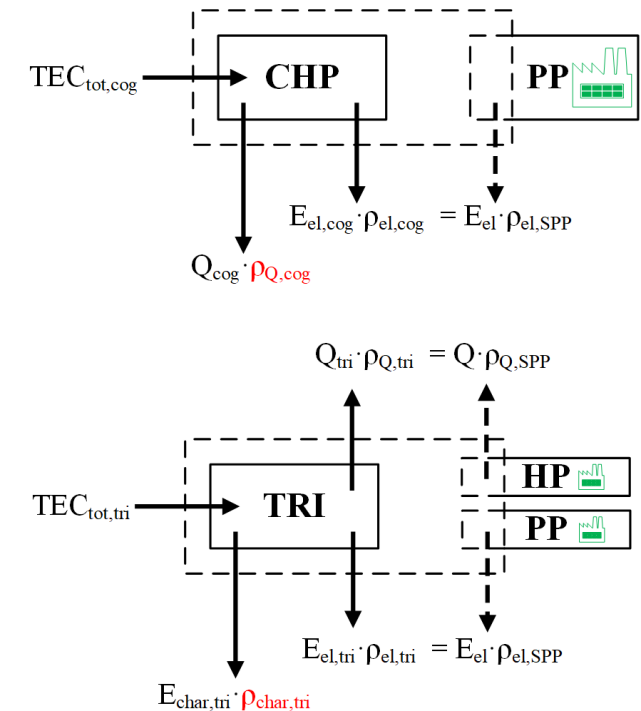 TEC_tot,cog CHP PP
E_el,cog·ρ_el,cog = E_el·ρ_el,SPP
Q_cog·ρ_Q,cog
Q_tri·ρ_Q,tri = Q·ρ_Q,SPP
HP
TEC_tot,tri TRI
PP
E_el,tri·ρ_el,tri = E_el·ρ_el,SPP
E_char,tri·ρ_char,tri